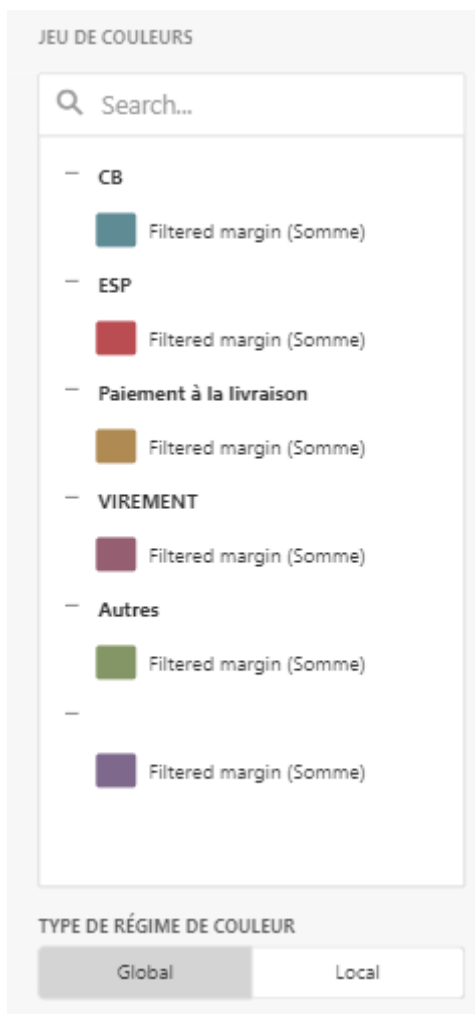 JEU DE COULEURS
Search...
CB
Filtered margin (Somme)
ESP
Filtered margin (Somme)
Paiement à la livraison
Filtered margin (Somme)
VIREMENT
Filtered margin (Somme)
Autres
Filtered margin (Somme)
Filtered margin (Somme)
TYPE DE RÉGIME DE COULEUR
Global Local